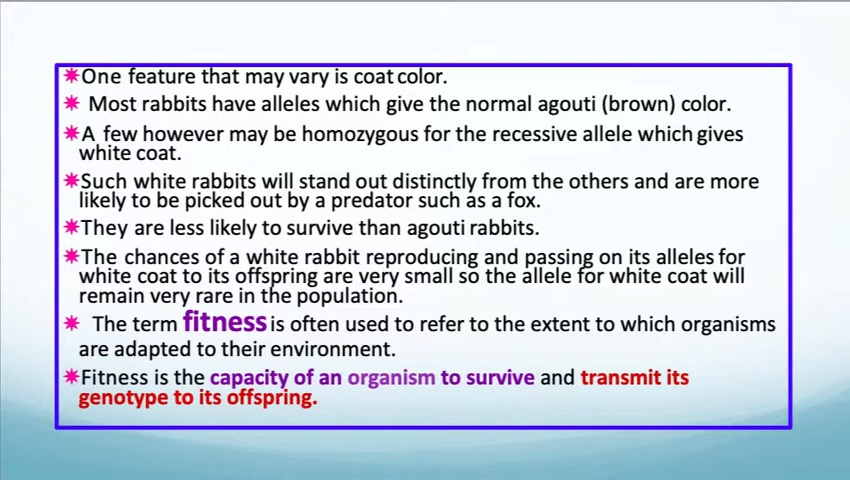 One feature that may vary is coat color.
Most rabbits have alleles which give the normal agouti (brown) color.
A few however may be homozygous for the recessive allele which gives
white coat.
Such white rabbits will stand out distinctly from the others and are more
likely to be picked out by a predator such as a fox.
They are less likely to survive than agouti rabbits.
The chances of a white rabbit reproducing and passing on its alleles for
white coat to its offspring are very small so the allele for white coat will
remain very rare in the population.
The term fitness is often used to refer to the extent to which organisms
are adapted to their environment.
Fitness is the capacity of an organism to survive and transmit its
genotype to its offspring.